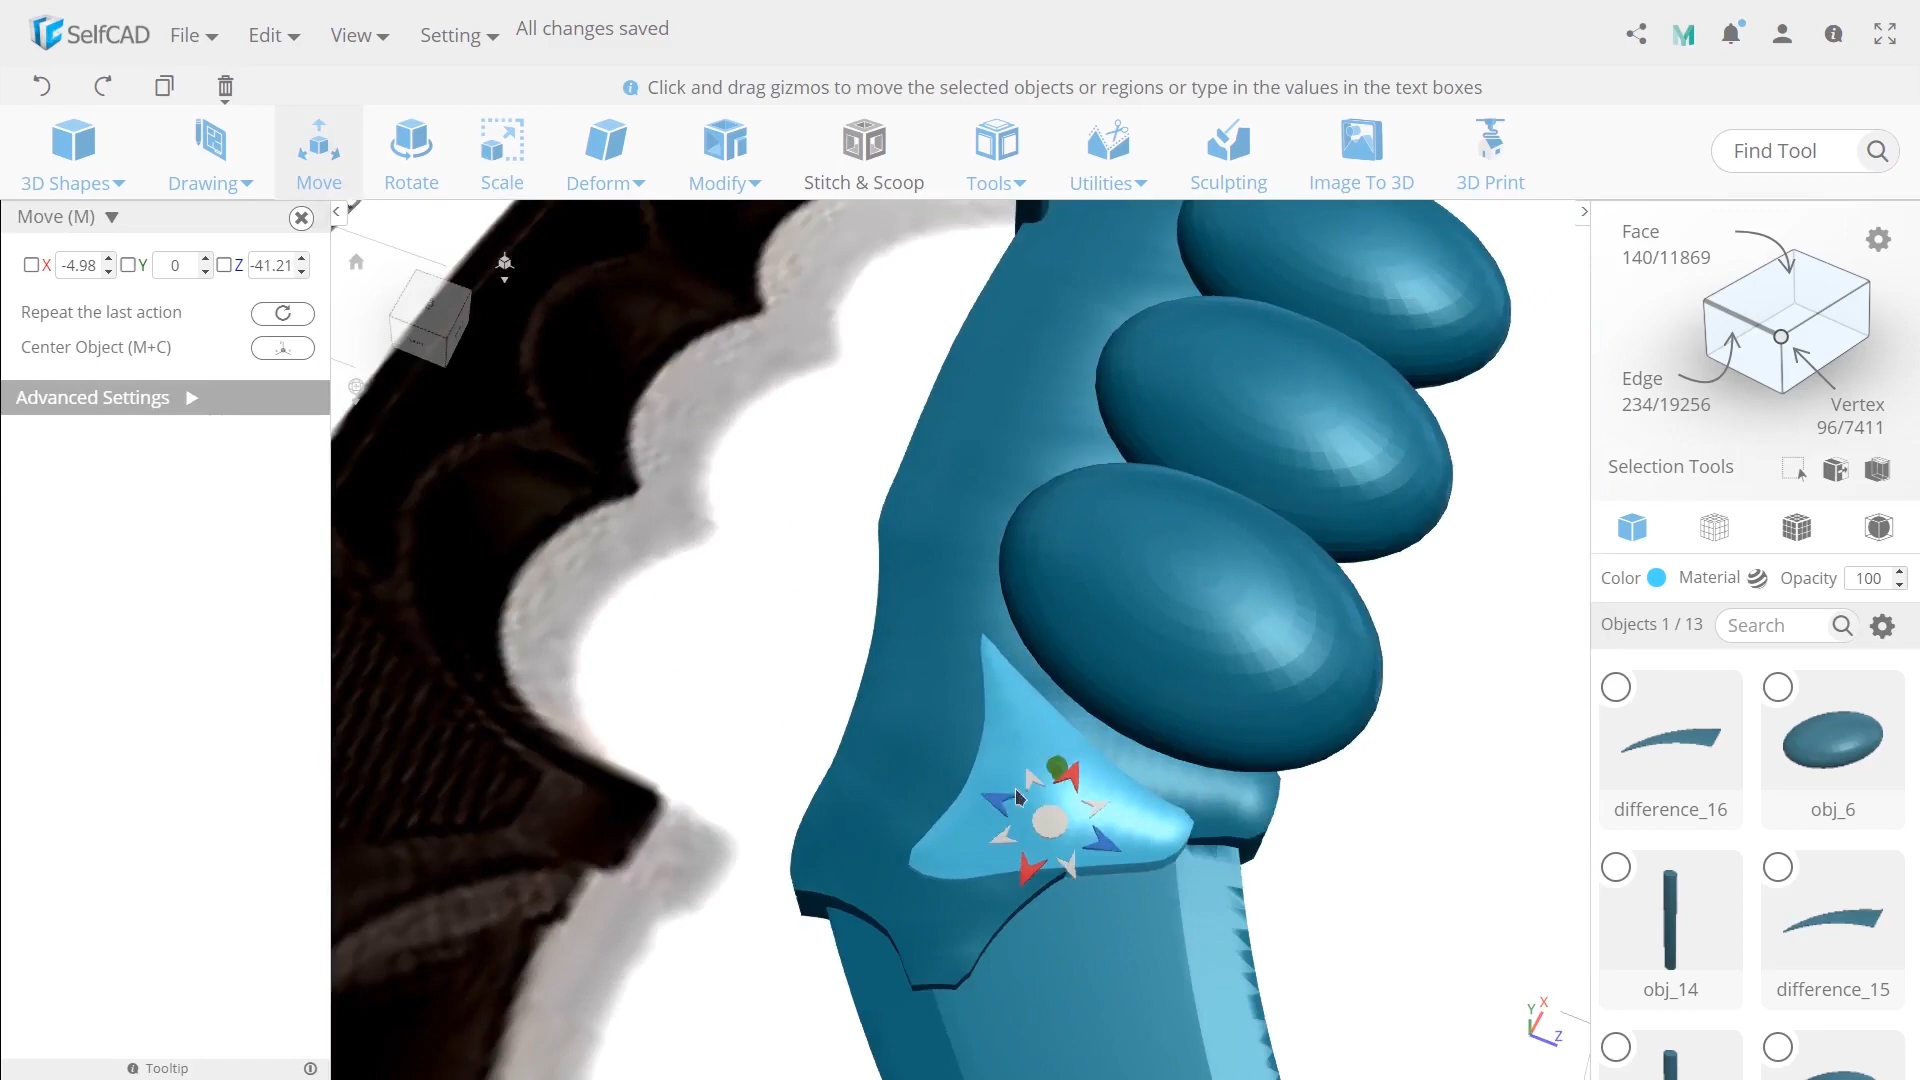 SelfCAD
File
Edit
View
Setting
All changes saved
Click and drag gizmos to move the selected objects or regions or type in the values in the text boxes
3D Shapes
Drawing
Move
Rotate
Scale
Deform
Modify
Stitch & Scoop
Tools
Utilities
Sculpting
Image To 3D
3D Print
Find Tool
Move (M)
X -4.98 Y 0 Z -41.21
Repeat the last action
Center Object (M+C)
Advanced Settings
Tooltip
Face
140/11869
Edge
234/19256
Vertex
96/7411
Selection Tools
Color
Material
Opacity
100
Objects 1 / 13
Search
difference_16
obj_6
obj_14
difference_15
Y X
Z